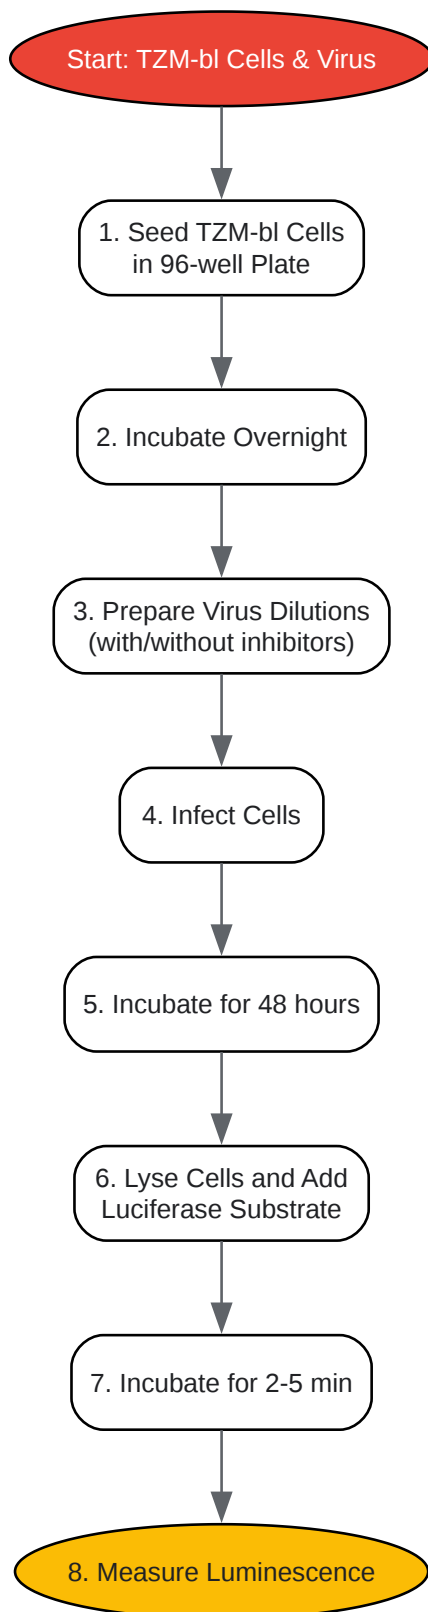 Start: TZM-bl Cells & Virus
1. Seed TZM-bl Cells
in 96-well Plate
2. Incubate Overnight
3. Prepare Virus Dilutions
(with/without inhibitors)
4. Infect Cells
5. Incubate for 48 hours
6. Lyse Cells and Add
Luciferase Substrate
7. Incubate for 2-5 min
8. Measure Luminescence